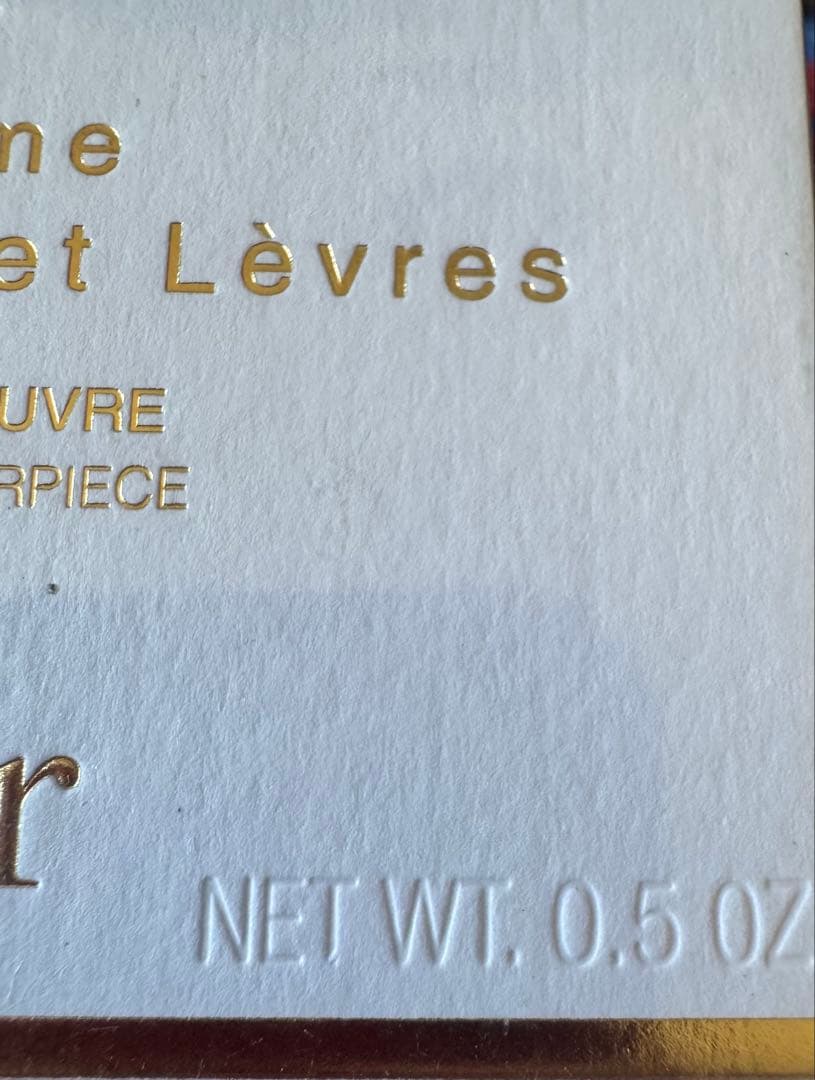 me
et Lèvres
UVRE
RPIECE
r
NET WT. 0.5 OZ